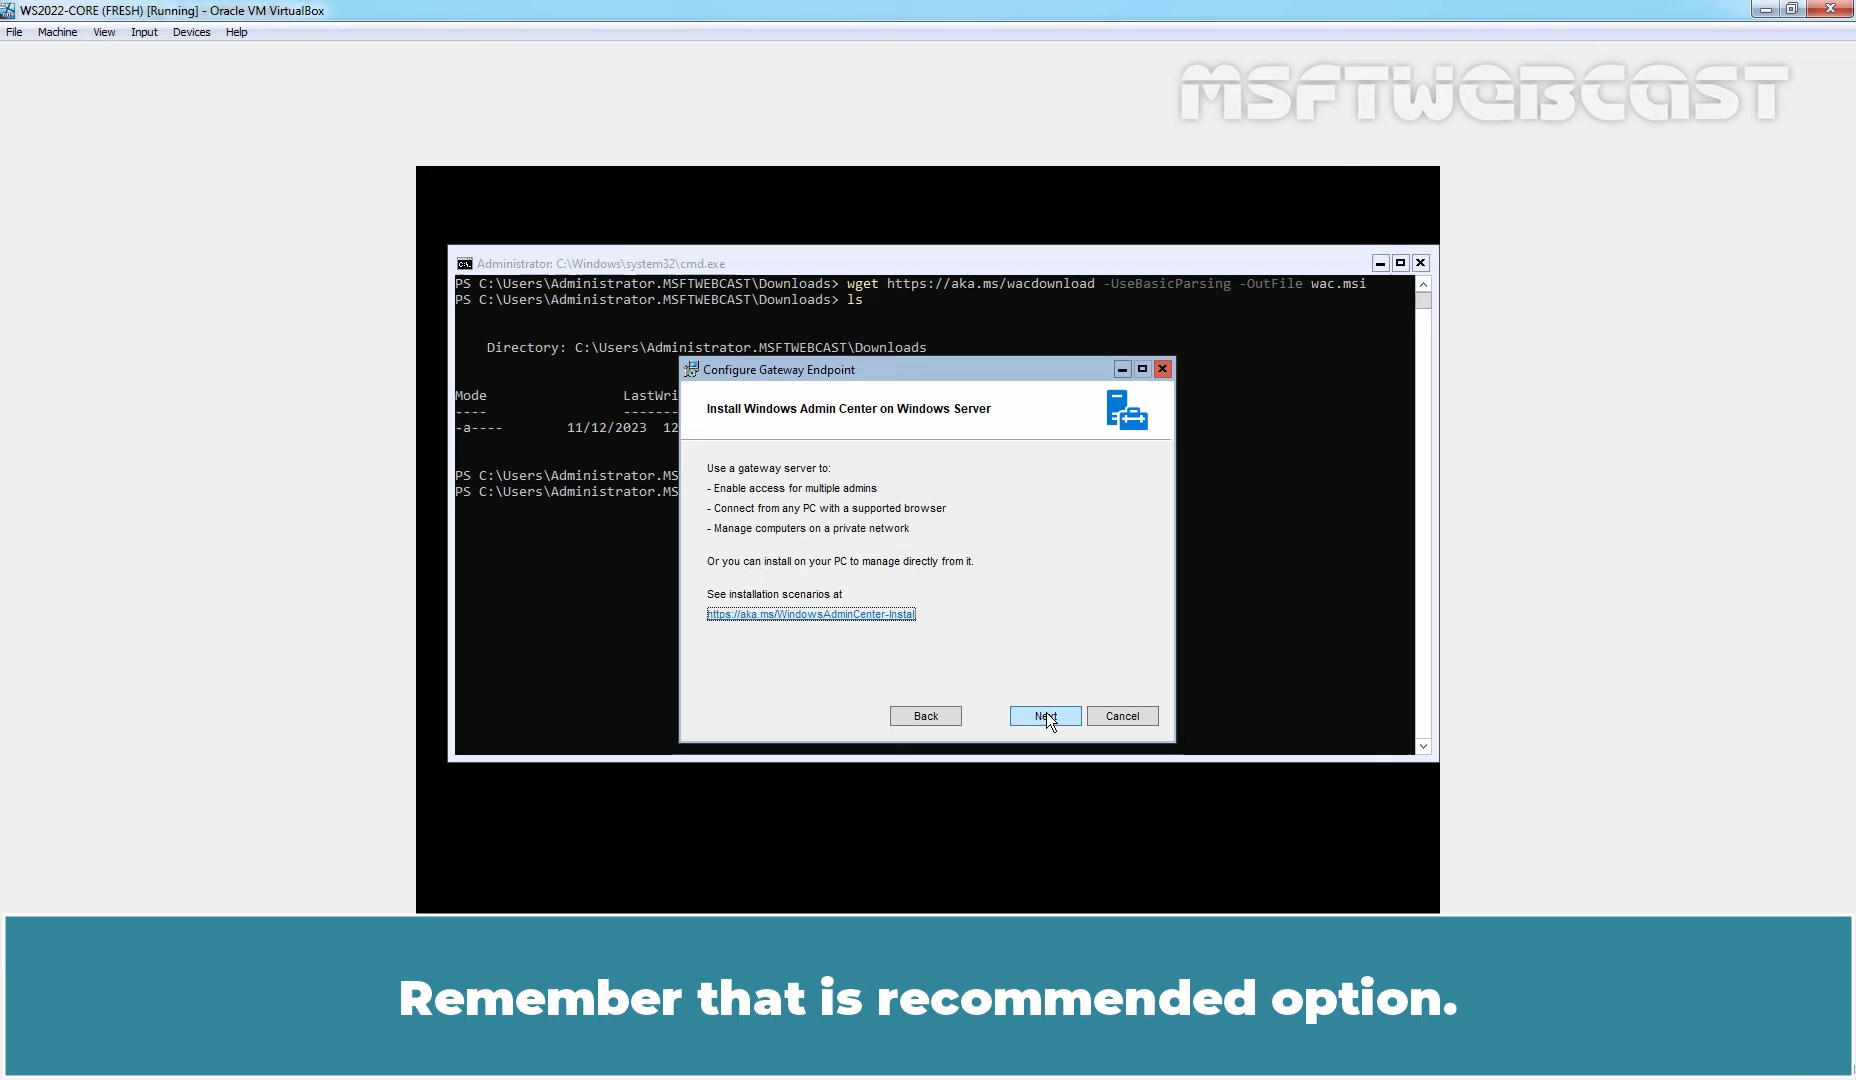 WS2022-CORE (FRESH) [Running] - Oracle VM VirtualBox
File Machine View Input Devices Help
MSFTWEBCAST
Administrator: C:\Windows\system32\cmd.exe
PS C:\Users\Administrator.MSFTWEBCAST\Downloads> wget https://aka.ms/wacdownload -UseBasicParsing -OutFile wac.msi
PS C:\Users\Administrator.MSFTWEBCAST\Downloads> ls
Directory: C:\Users\Administrator.MSFTWEBCAST\Downloads
Mode LastWri
---- -------
-a---- 11/12/2023 12
PS C:\Users\Administrator.MS
PS C:\Users\Administrator.MS
Configure Gateway Endpoint
Install Windows Admin Center on Windows Server
Use a gateway server to:
- Enable access for multiple admins
- Connect from any PC with a supported browser
- Manage computers on a private network
Or you can install on your PC to manage directly from it.
See installation scenarios at
https://aka.ms/WindowsAdminCenter-Install
Back Next Cancel
Remember that is recommended option.